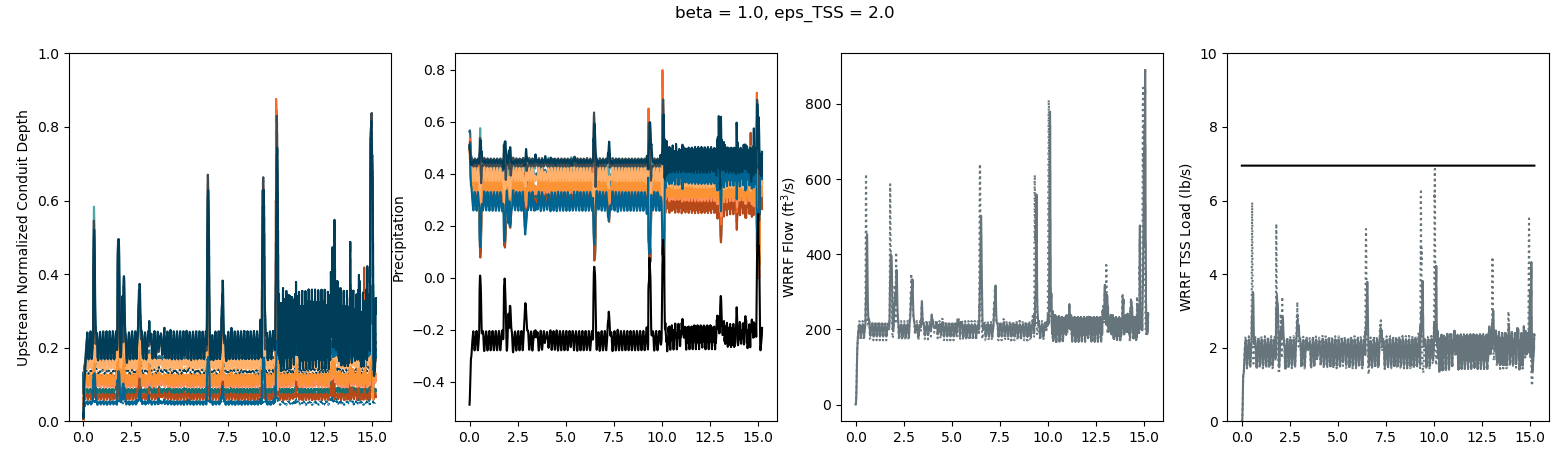 beta = 1.0, eps_TSS = 2.0
Upstream Normalized Conduit Depth
1.0
0.8
0.6
0.4
0.2
0.0
0.0 2.5 5.0 7.5 10.0 12.5 15.0
Precipitation
0.8
0.6
0.4
0.2
0.0
−0.2
−0.4
0.0 2.5 5.0 7.5 10.0 12.5 15.0
WRRF Flow (ft³/s)
800
600
400
200
0
0.0 2.5 5.0 7.5 10.0 12.5 15.0
WRRF TSS Load (lb/s)
10
8
6
4
2
0
0.0 2.5 5.0 7.5 10.0 12.5 15.0